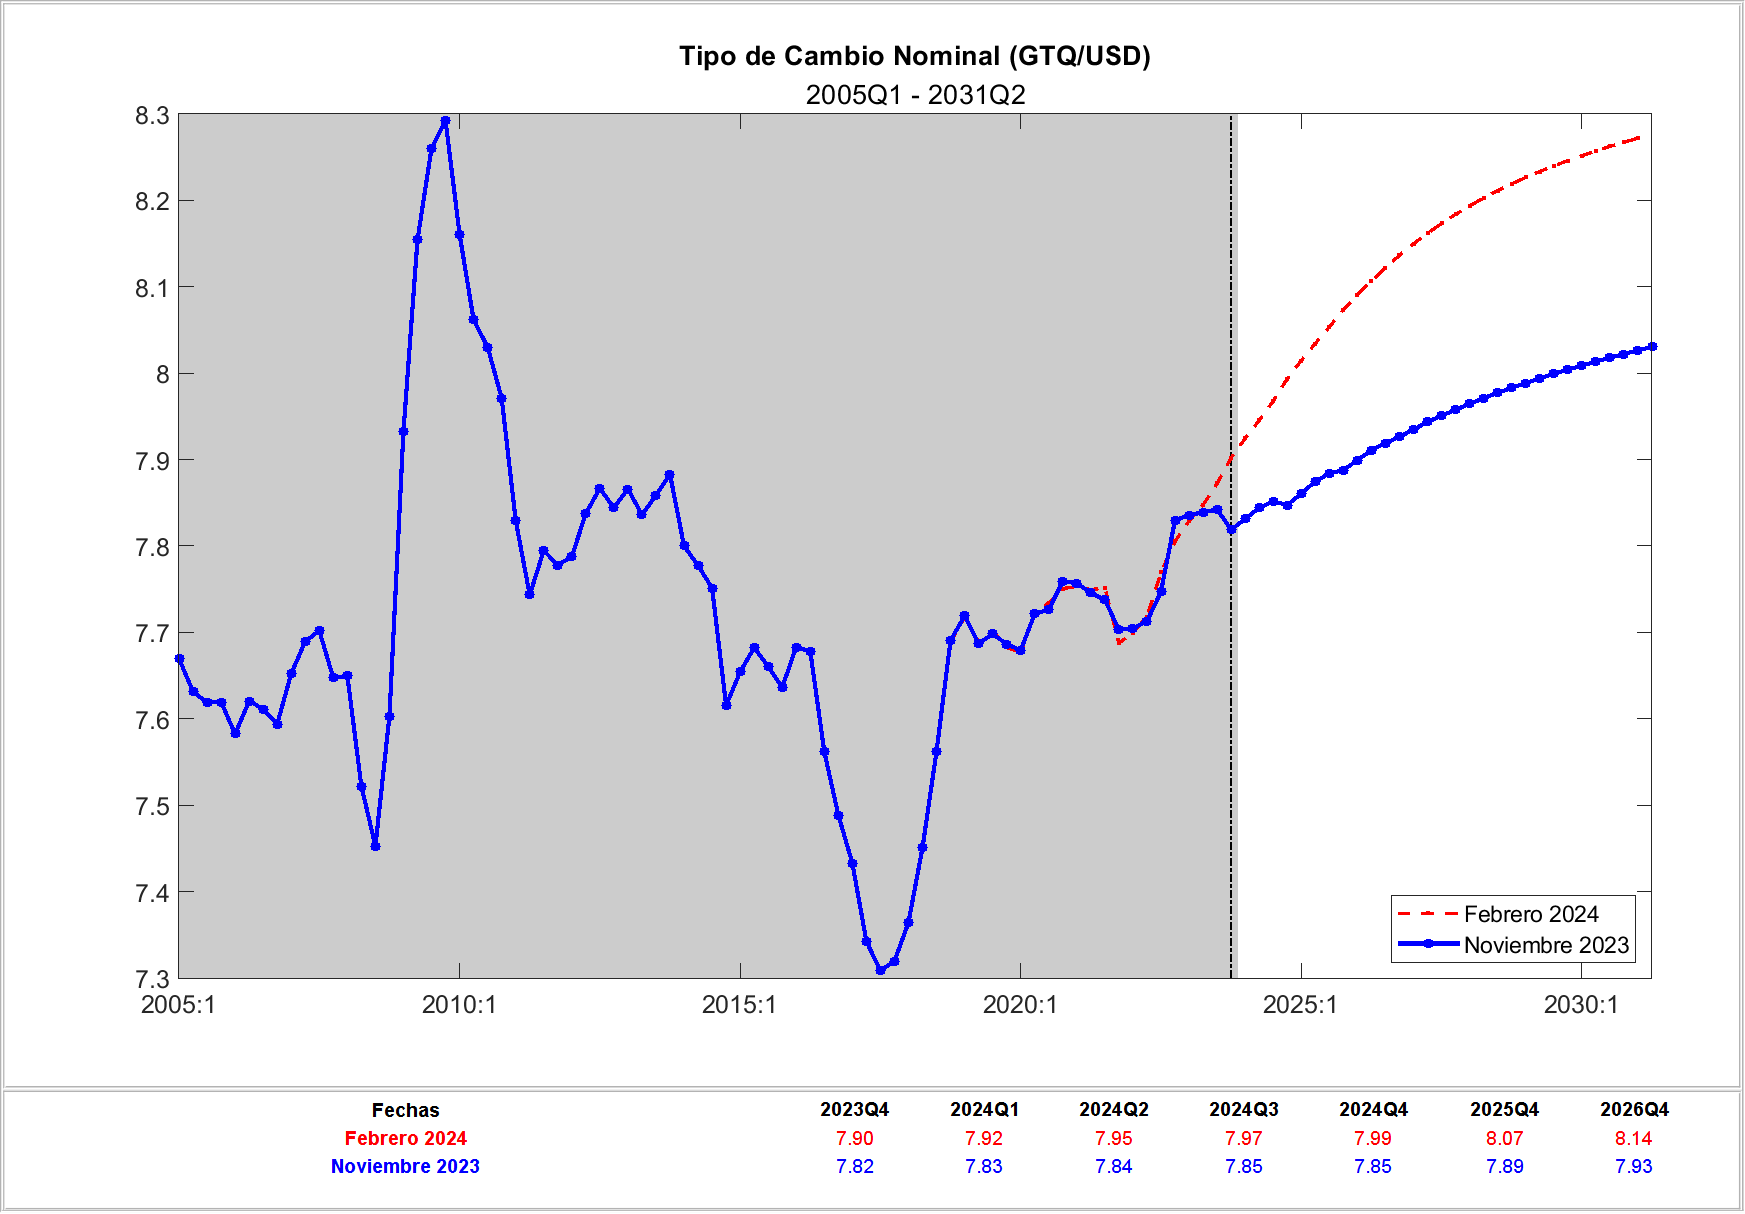 Tipo de Cambio Nominal (GTQ/USD)
2005Q1 - 2031Q2
8.3
8.2
8.1
8
7.9
7.8
7.7
7.6
7.5
7.4
7.3
2005:1 2010:1 2015:1 2020:1 2025:1 2030:1
Febrero 2024
Noviembre 2023
Fechas 2023Q4 2024Q1 2024Q2 2024Q3 2024Q4 2025Q4 2026Q4
Febrero 2024 7.90 7.92 7.95 7.97 7.99 8.07 8.14
Noviembre 2023 7.82 7.83 7.84 7.85 7.85 7.89 7.93